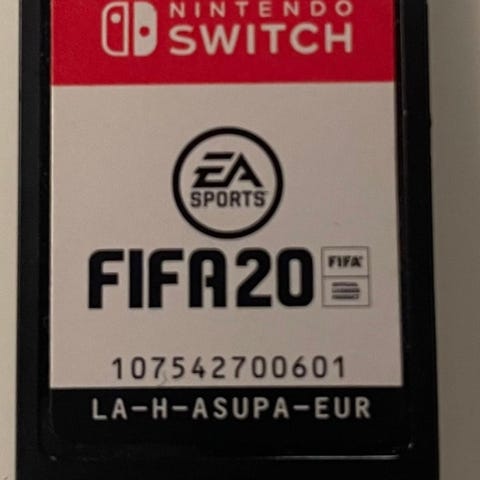 NINTENDO
SWITCH
EA
SPORTS
FIFA20
FIFA
107542700601
LA-H-ASUPA-EUR